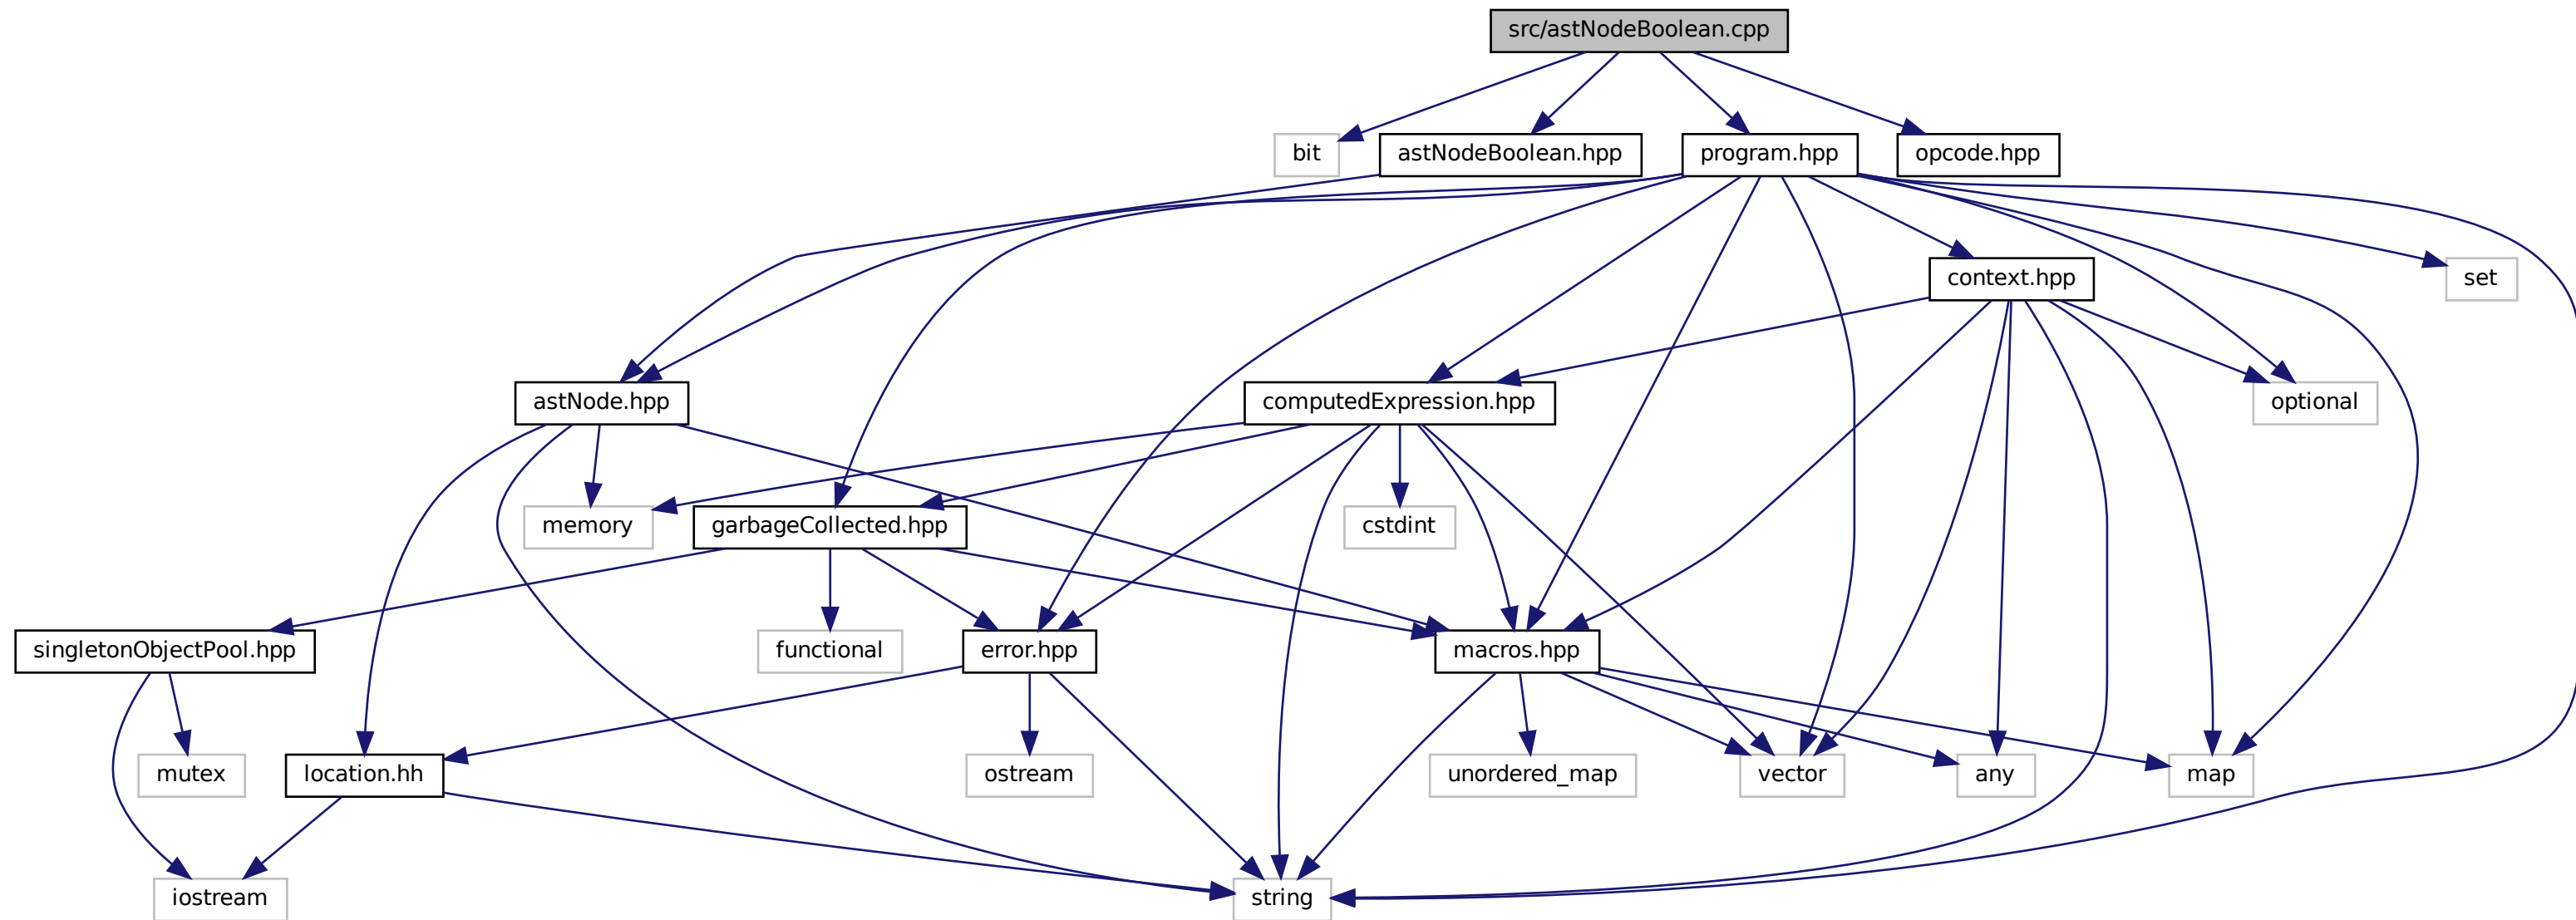 src/astNodeBoolean.cpp
bit
astNodeBoolean.hpp
program.hpp
opcode.hpp
context.hpp
set
astNode.hpp
computedExpression.hpp
optional
memory
garbageCollected.hpp
cstdint
singletonObjectPool.hpp
functional
error.hpp
macros.hpp
mutex
location.hh
ostream
unordered_map
vector
any
map
iostream
string